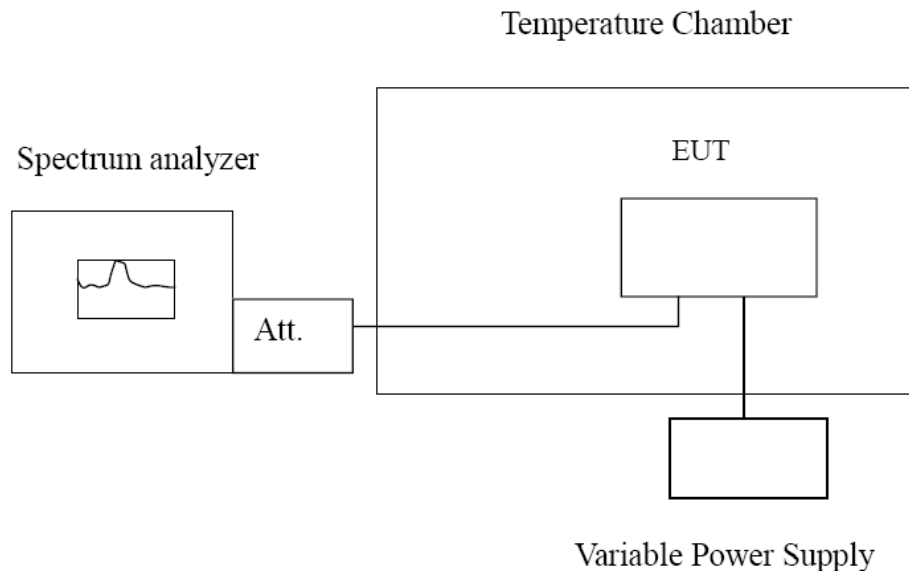 Temperature Chamber
Spectrum analyzer
EUT
Att.
Variable Power Supply